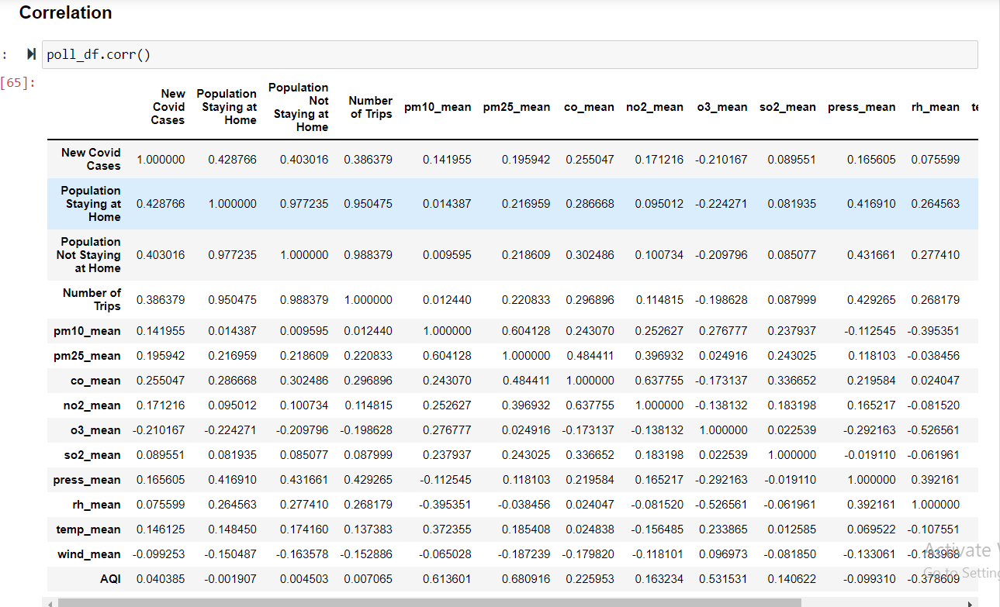 Correlation
:
poll_df.corr()
[65]:
New Covid Cases Population Staying at Home Population Not Staying at Home Number of Trips pm10_mean pm25_mean co_mean no2_mean o3_mean so2_mean press_mean rh_mean te
New Covid Cases 1.000000 0.428766 0.403016 0.386379 0.141955 0.195942 0.255047 0.171216 -0.210167 0.089551 0.165605 0.075599
Population Staying at Home 0.428766 1.000000 0.977235 0.950475 0.014387 0.216959 0.286668 0.095012 -0.224271 0.081935 0.416910 0.264563
Population Not Staying at Home 0.403016 0.977235 1.000000 0.988379 0.009595 0.218609 0.302486 0.100734 -0.209796 0.085077 0.431661 0.277410
Number of Trips 0.386379 0.950475 0.988379 1.000000 0.012440 0.220833 0.296896 0.114815 -0.198628 0.087999 0.429265 0.268179
pm10_mean 0.141955 0.014387 0.009595 0.012440 1.000000 0.604128 0.243070 0.252627 0.276777 0.237937 -0.112545 -0.395351
pm25_mean 0.195942 0.216959 0.218609 0.220833 0.604128 1.000000 0.484411 0.396932 0.024916 0.243025 0.118103 -0.038456
co_mean 0.255047 0.286668 0.302486 0.296896 0.243070 0.484411 1.000000 0.637755 -0.173137 0.336652 0.219584 0.024047
no2_mean 0.171216 0.095012 0.100734 0.114815 0.252627 0.396932 0.637755 1.000000 -0.138132 0.183198 0.165217 -0.081520
o3_mean -0.210167 -0.224271 -0.209796 -0.198628 0.276777 0.024916 -0.173137 -0.138132 1.000000 0.022539 -0.292163 -0.526561
so2_mean 0.089551 0.081935 0.085077 0.087999 0.237937 0.243025 0.336652 0.183198 0.022539 1.000000 -0.019110 -0.061961
press_mean 0.165605 0.416910 0.431661 0.429265 -0.112545 0.118103 0.219584 0.165217 -0.292163 -0.019110 1.000000 0.392161
rh_mean 0.075599 0.264563 0.277410 0.268179 -0.395351 -0.038456 0.024047 -0.081520 -0.526561 -0.061961 0.392161 1.000000
temp_mean 0.146125 0.148450 0.174160 0.137383 0.372355 0.185408 0.024838 -0.156485 0.233865 0.012585 0.069522 -0.107551
wind_mean -0.099253 -0.150487 -0.163578 -0.152886 -0.065028 -0.187239 -0.179820 -0.118101 0.096973 -0.081850 -0.133061 -0.183968
AQI 0.040385 -0.001907 0.004503 0.007065 0.613601 0.680916 0.225953 0.163234 0.531531 0.140622 -0.099310 -0.378609
Activate W
Go to Setting